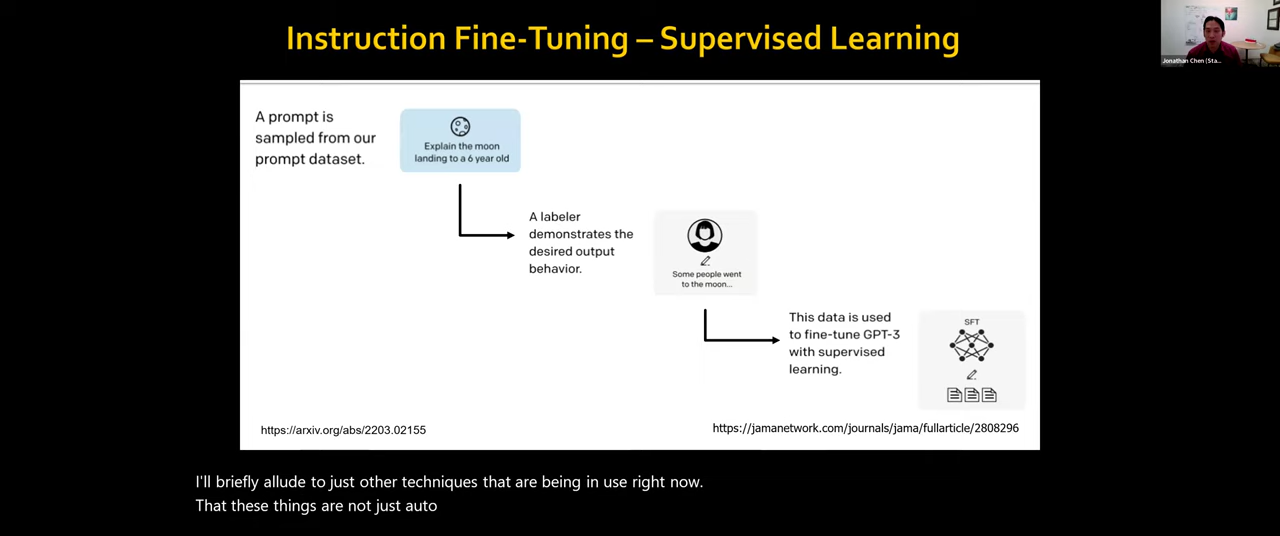 Instruction Fine-Tuning – Supervised Learning
Jonathan Chen (Sta...
A prompt is
sampled from our
prompt dataset.
Explain the moon
landing to a 6 year old
A labeler
demonstrates the
desired output
behavior.
Some people went
to the moon...
This data is used
to fine-tune GPT-3
with supervised
learning.
SFT
https://arxiv.org/abs/2203.02155
https://jamanetwork.com/journals/jama/fullarticle/2808296
I'll briefly allude to just other techniques that are being in use right now.
That these things are not just auto